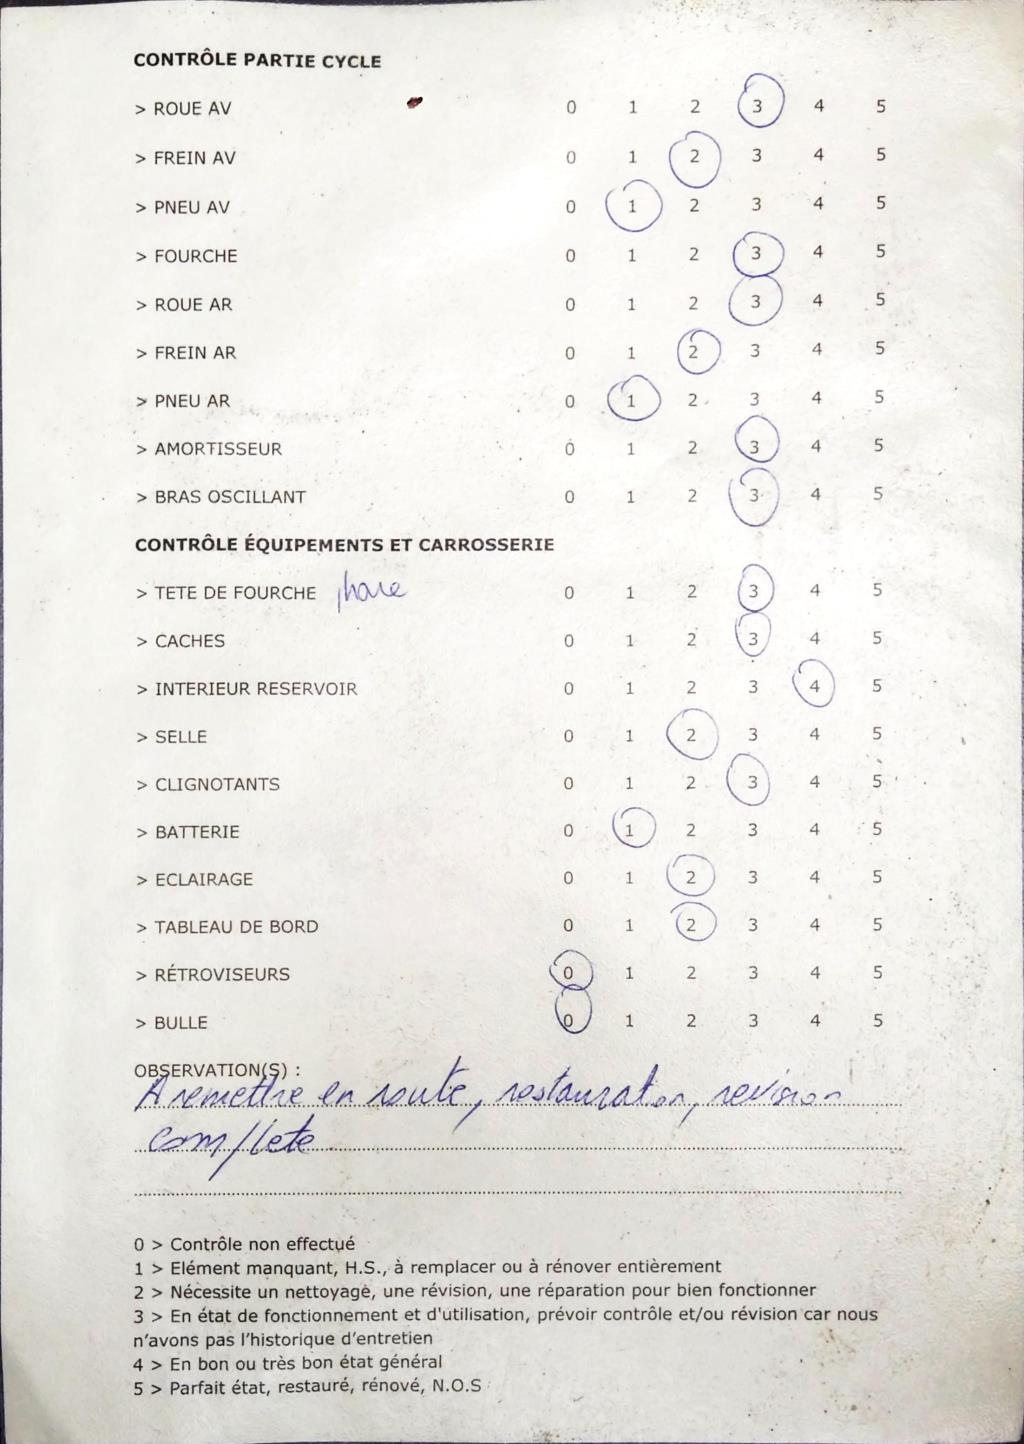 CONTRÔLE PARTIE CYCLE
> ROUE AV 0 1 2 3 4 5
> FREIN AV 0 1 2 3 4 5
> PNEU AV 0 1 2 3 4 5
> FOURCHE 0 1 2 3 4 5
> ROUE AR 0 1 2 3 4 5
> FREIN AR 0 1 2 3 4 5
> PNEU AR 0 1 2 3 4 5
> AMORTISSEUR 0 1 2 3 4 5
> BRAS OSCILLANT 0 1 2 3 4 5
CONTRÔLE ÉQUIPEMENTS ET CARROSSERIE
> TETE DE FOURCHE phare 0 1 2 3 4 5
> CACHES 0 1 2 3 4 5
> INTERIEUR RESERVOIR 0 1 2 3 4 5
> SELLE 0 1 2 3 4 5
> CLIGNOTANTS 0 1 2 3 4 5
> BATTERIE 0 1 2 3 4 5
> ECLAIRAGE 0 1 2 3 4 5
> TABLEAU DE BORD 0 1 2 3 4 5
> RÉTROVISEURS 0 1 2 3 4 5
> BULLE 0 1 2 3 4 5
OBSERVATION(S) :
A remettre en route, restauration, revision
complete
0 > Contrôle non effectué
1 > Elément manquant, H.S., à remplacer ou à rénover entièrement
2 > Nécessite un nettoyage, une révision, une réparation pour bien fonctionner
3 > En état de fonctionnement et d'utilisation, prévoir contrôle et/ou révision car nous
n'avons pas l'historique d'entretien
4 > En bon ou très bon état général
5 > Parfait état, restauré, rénové, N.O.S